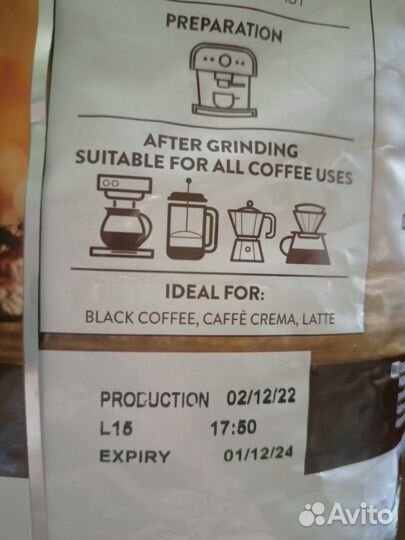 PREPARATION
AFTER GRINDING
SUITABLE FOR ALL COFFEE USES
IDEAL FOR:
BLACK COFFEE, CAFFÈ CREMA, LATTE
PRODUCTION 02/12/22
L15 17:50
EXPIRY 01/12/24
Avito